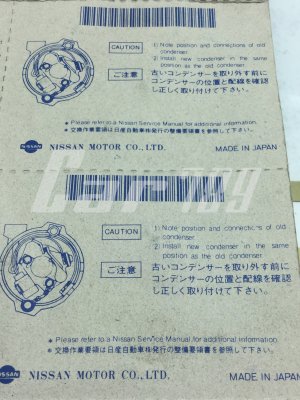 CAUTION
1) Note position and connections of old
condenser.
2) Install new condenser in the same
position as the old condenser.
ご注意
古いコンデンサーを取り外す前に
コンデンサーの位置と配線を確認
し正しく取り付けて下さい。
* Please refer to a Nissan Service Manual for additional information.
* 交換作業要領は日産自動車㈱発行の整備要領書を参照して下さい。
NISSAN
NISSAN MOTOR CO., LTD.
MADE IN JAPAN
CAUTION
1) Note position and connections of old
condenser.
2) Install new condenser in the same
position as the old condenser.
ご注意
古いコンデンサーを取り外す前に
コンデンサーの位置と配線を確認
し正しく取り付けて下さい。
* Please refer to a Nissan Service Manual for additional information.
* 交換作業要領は日産自動車㈱発行の整備要領書を参照して下さい。
NISSAN
NISSAN MOTOR CO., LTD.
MADE IN JAPAN